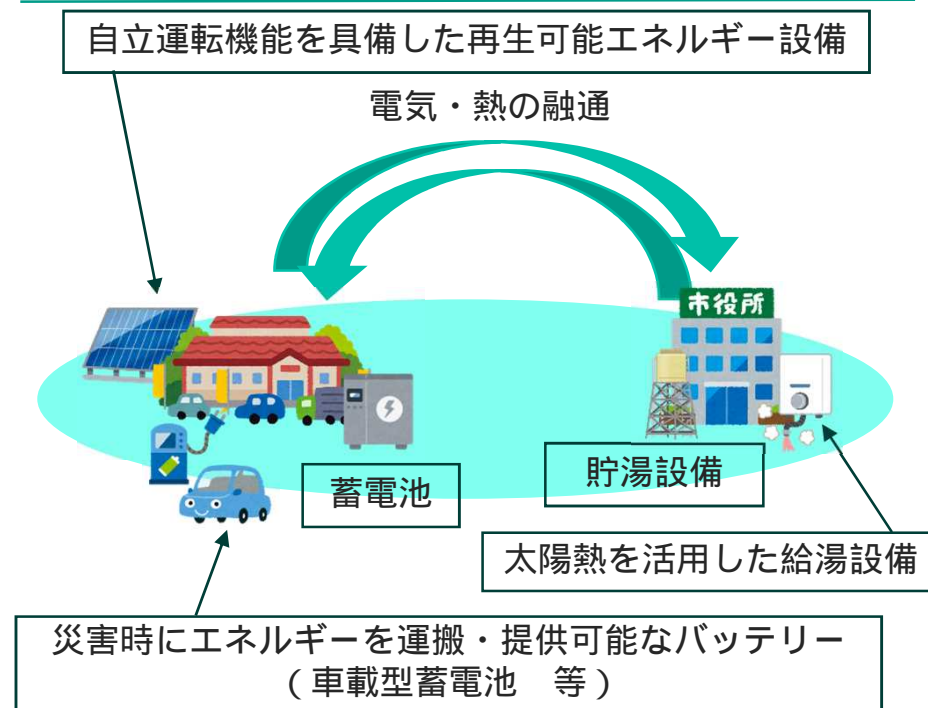 自立運転機能を具備した再生可能エネルギー設備
電気・熱の融通
市役所
蓄電池
貯湯設備
太陽熱を活用した給湯設備
災害時にエネルギーを運搬・提供可能なバッテリー
(車載型蓄電池　等)